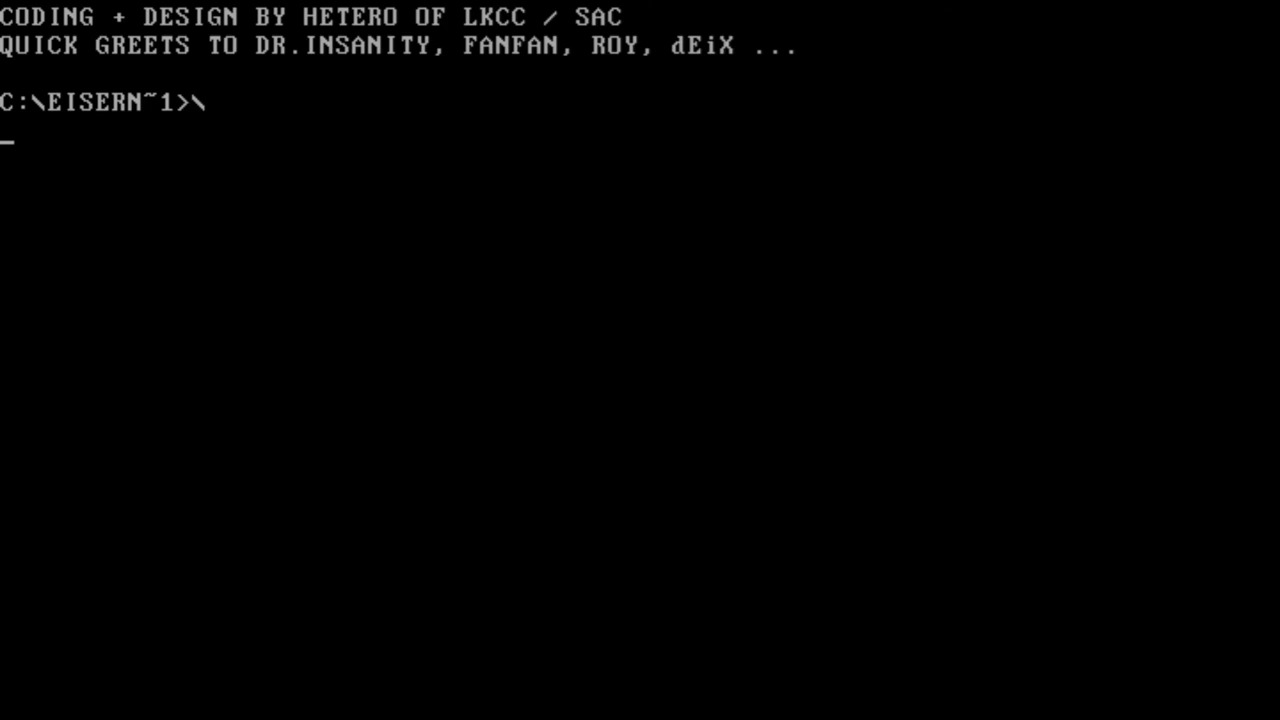 CODING + DESIGN BY HETERO OF LKCC / SAC
QUICK GREETS TO DR.INSANITY, FANFAN, ROY, dEiX ...
C:\EISERN~1>\
_